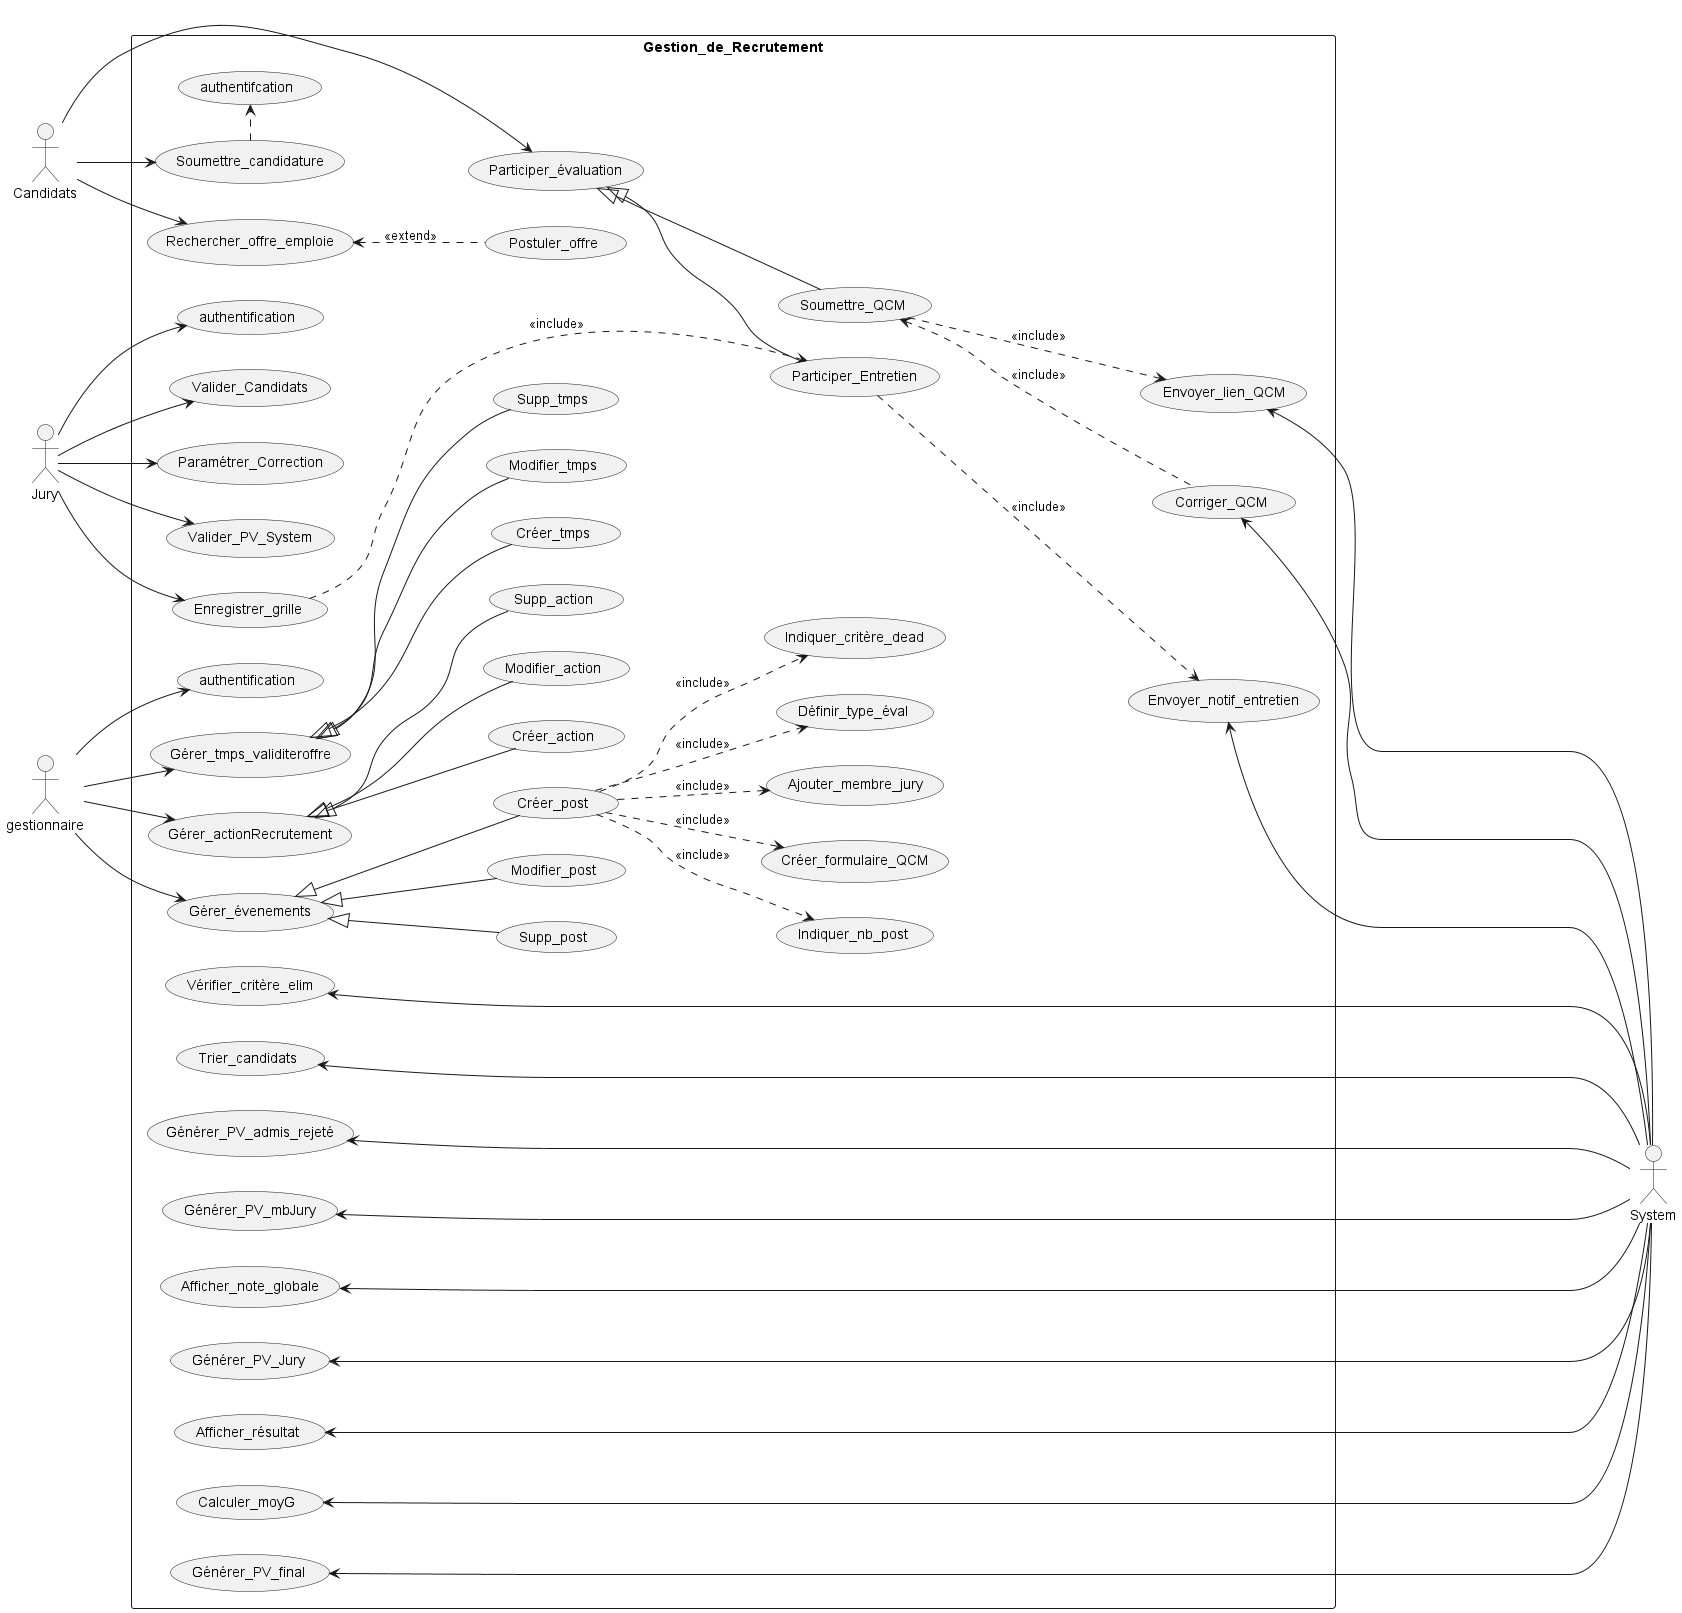 Gestion_de_Recrutement
authentifcation
Candidats
Soumettre_candidature
Participer_évaluation
Rechercher_offre_emploie
«extend»
Postuler_offre
authentification
«include»
Soumettre_QCM
«include»
Valider_Candidats
Participer_Entretien
«include»
Envoyer_lien_QCM
Supp_tmps
Jury
Paramétrer_Correction
Modifier_tmps
Corriger_QCM
«include»
Valider_PV_System
Créer_tmps
Enregistrer_grille
Supp_action
Indiquer_critère_dead
authentification
Modifier_action
«include»
Envoyer_notif_entretien
Définir_type_éval
Gérer_tmps_validiteroffre
Créer_action
«include»
gestionnaire
Gérer_actionRecrutement
Créer_post
«include»
Ajouter_membre_jury
«include»
Créer_formulaire_QCM
«include»
Modifier_post
Gérer_évenements
Supp_post
Indiquer_nb_post
Vérifier_critère_elim
Trier_candidats
Générer_PV_admis_rejeté
Générer_PV_mbJury
System
Afficher_note_globale
Générer_PV_Jury
Afficher_résultat
Calculer_moyG
Générer_PV_final